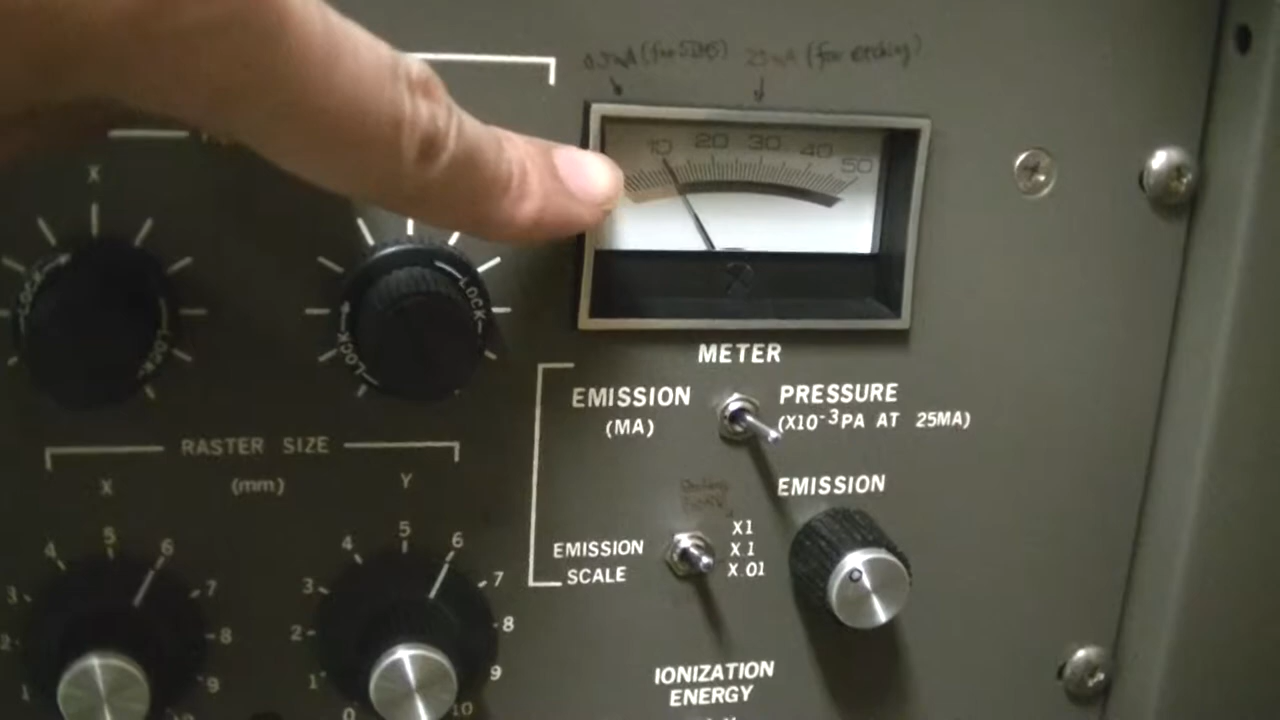 (for SIMS) 25mA (for etching)
10 20 30 40 50
X
LOCK LOCK
LOCK LOCK
METER
EMISSION
(MA)
PRESSURE
(X10-3PA AT 25MA)
RASTER SIZE
X (mm) Y
EMISSION
EMISSION
SCALE
X1
X.1
X.01
1 2 3 4 5 6 7 8 9 10
0 1 2 3 4 5 6 7 8 9 10
IONIZATION
ENERGY